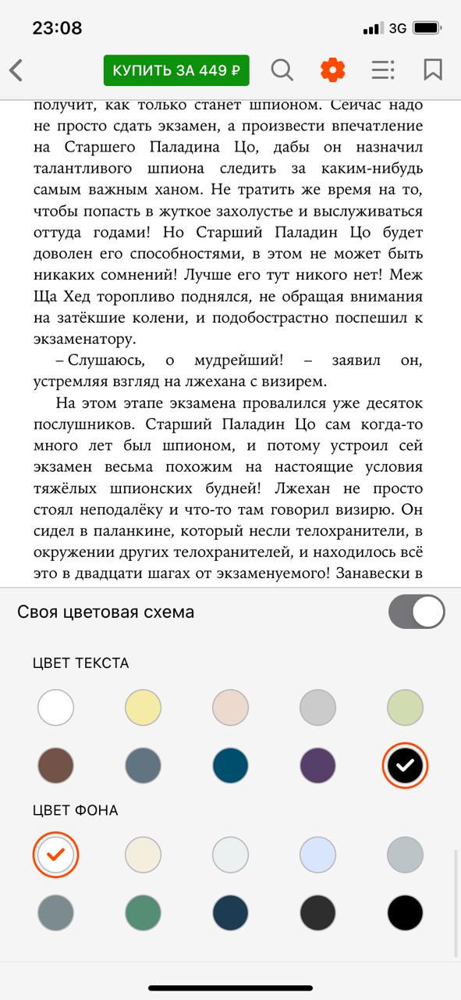 23:08
3G
КУПИТЬ ЗА 449 ₽
получит, как только станет шпионом. Сейчас надо
не просто сдать экзамен, а произвести впечатление
на Старшего Паладина Цо, дабы он назначил
талантливого шпиона следить за каким-нибудь
самым важным ханом. Не тратить же время на то,
чтобы попасть в жуткое захолустье и выслуживаться
оттуда годами! Но Старший Паладин Цо будет
доволен его способностями, в этом не может быть
никаких сомнений! Лучше его тут никого нет! Меж
Ща Хед торопливо поднялся, не обращая внимания
на затёкшие колени, и подобострастно поспешил к
экзаменатору.
– Слушаюсь, о мудрейший! – заявил он,
устремляя взгляд на лжехана с визирем.
На этом этапе экзамена провалился уже десяток
послушников. Старший Паладин Цо сам когда-то
много лет был шпионом, и потому устроил сей
экзамен весьма похожим на настоящие условия
тяжёлых шпионских будней! Лжехан не просто
стоял неподалёку и что-то там говорил визирю. Он
сидел в паланкине, который несли телохранители, в
окружении других телохранителей, и находилось всё
это в двадцати шагах от экзаменуемого! Занавески в
Своя цветовая схема
ЦВЕТ ТЕКСТА
ЦВЕТ ФОНА